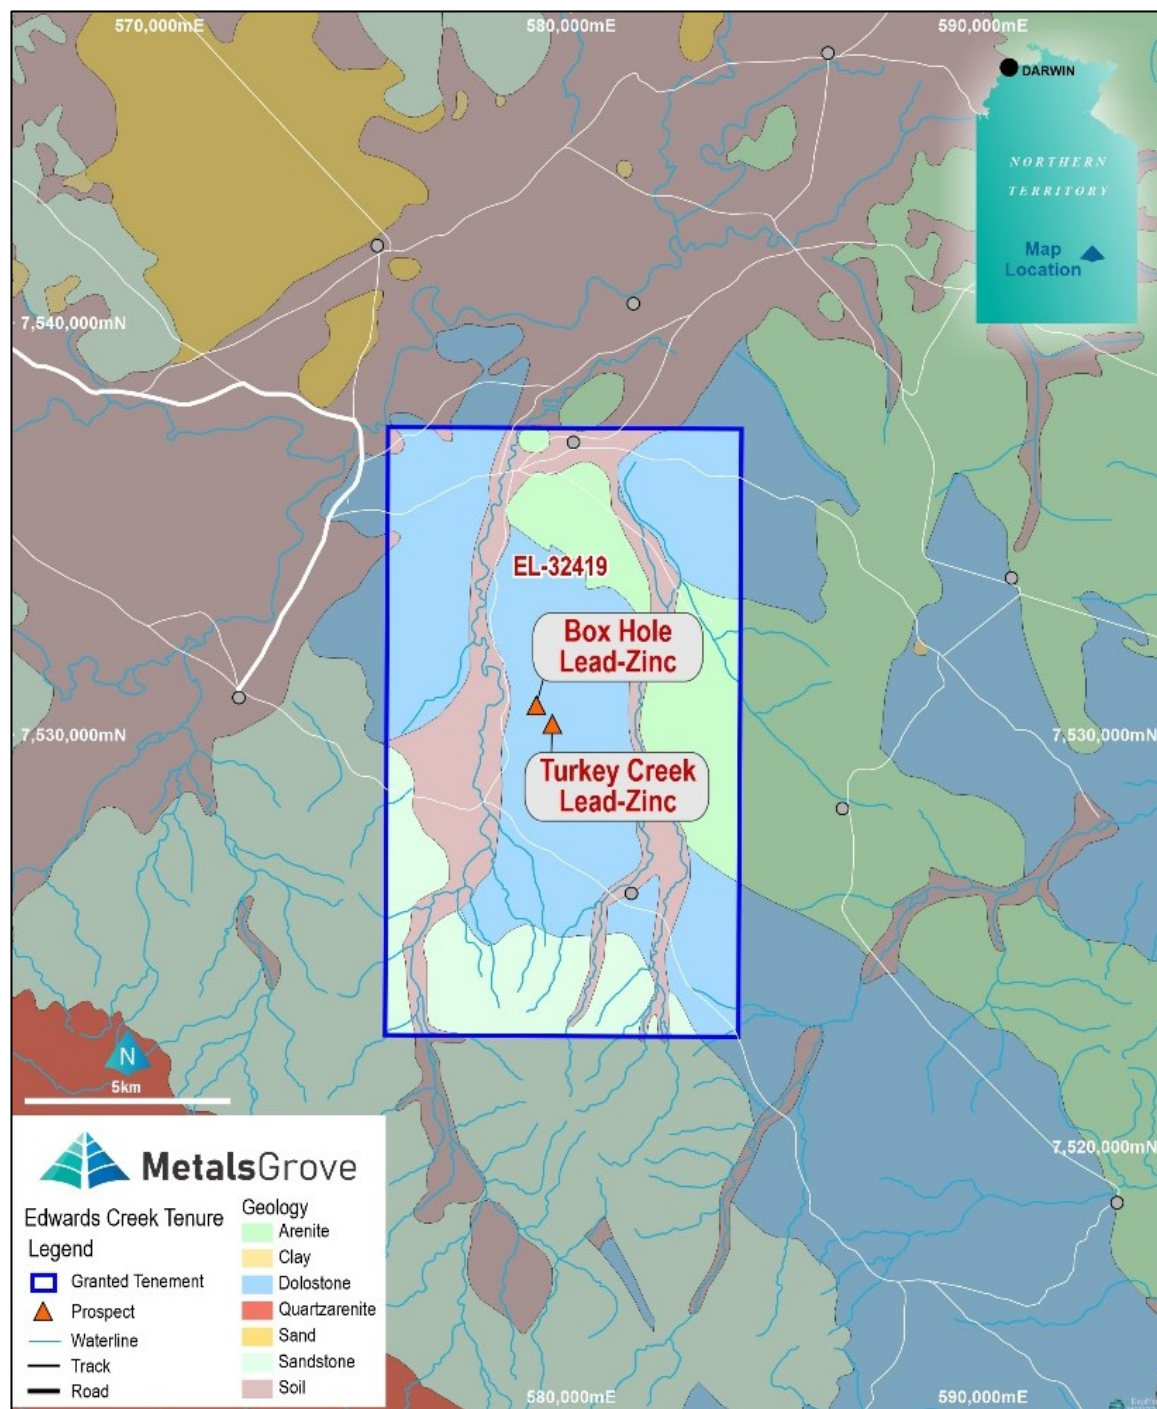 570,000mE
580,000mE
590,000mE
DARWIN
NORTHERN
TERRITORY
Map
Location
7,540,000mN
EL-32419
Box Hole
Lead-Zinc
7,530,000mN
7,530,000mN
Turkey Creek
Lead-Zinc
N
5km
7,520,000mN
MetalsGrove
Edwards Creek Tenure
Legend
Granted Tenement
Prospect
Waterline
Track
Road
Geology
Arenite
Clay
Dolostone
Quartzarenite
Sand
Sandstone
Soil
580,000mE
590,000mE